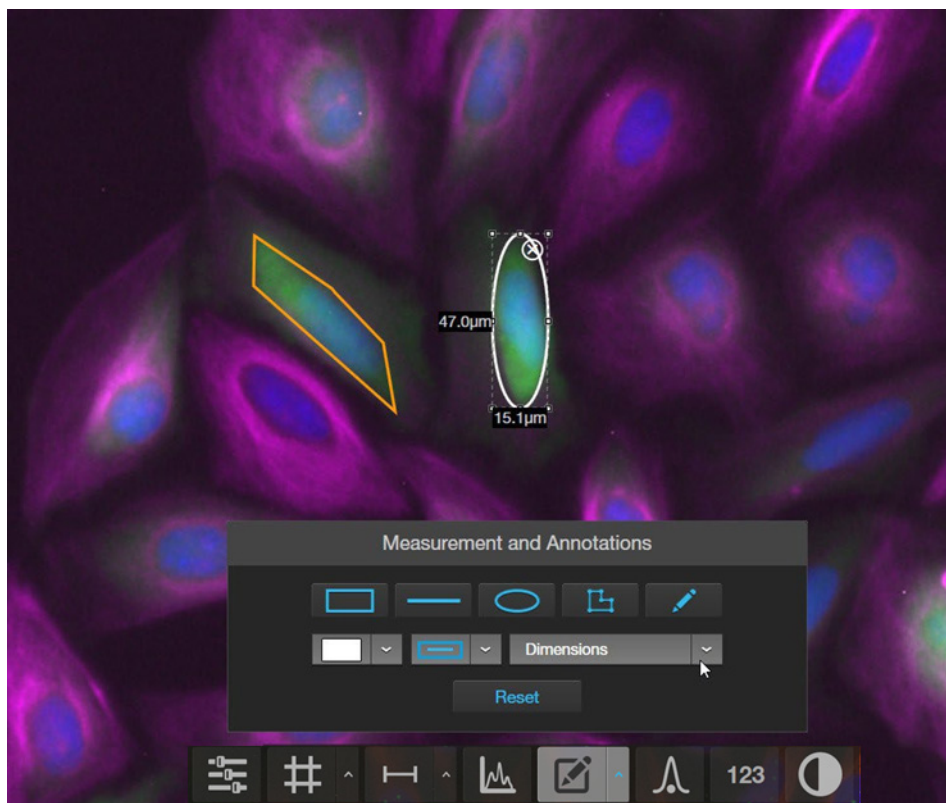 47.0µm
15.1µm
Measurement and Annotations
Dimensions
Reset
123